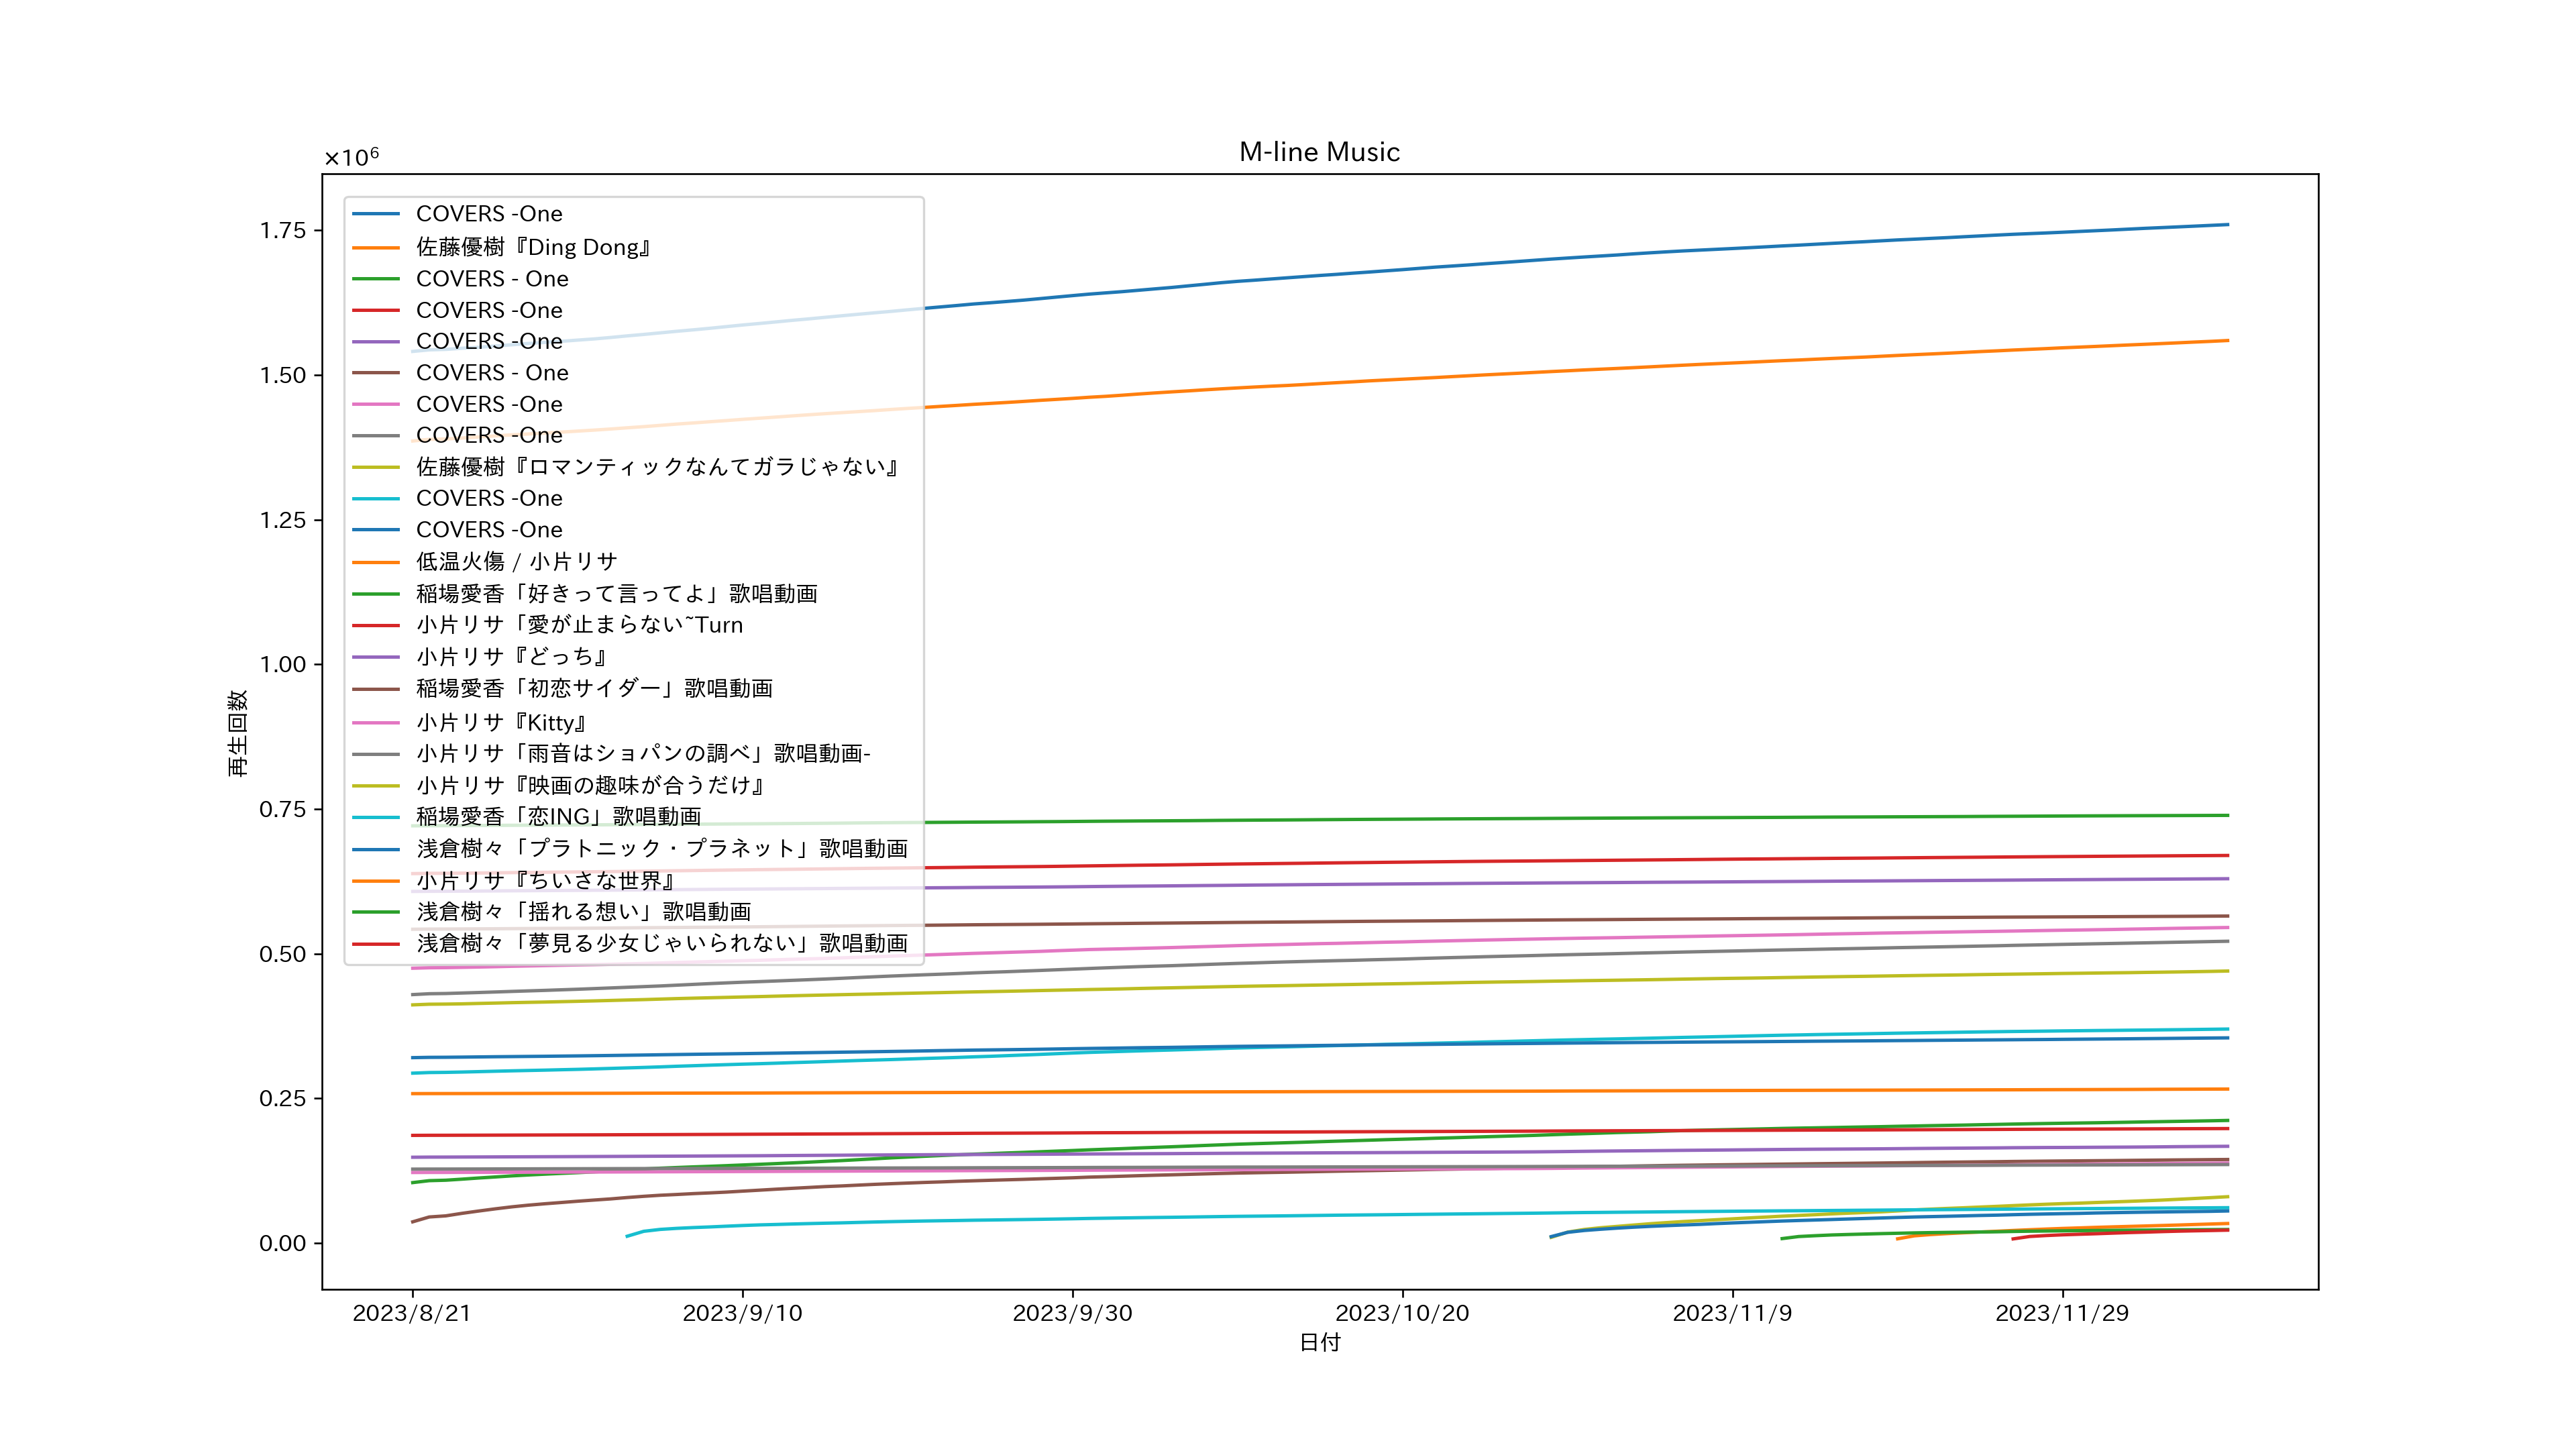 M-line Music
×10⁶
1.75
1.50
1.25
1.00
0.75
0.50
0.25
0.00
再生回数
COVERS -One
佐藤優樹『Ding Dong』
COVERS - One
COVERS -One
COVERS -One
COVERS - One
COVERS -One
COVERS -One
佐藤優樹『ロマンティックなんてガラじゃない』
COVERS -One
COVERS -One
低温火傷 / 小片リサ
稲場愛香「好きって言ってよ」歌唱動画
小片リサ「愛が止まらない~Turn
小片リサ『どっち』
稲場愛香「初恋サイダー」歌唱動画
小片リサ『Kitty』
小片リサ「雨音はショパンの調べ」歌唱動画-
小片リサ『映画の趣味が合うだけ』
稲場愛香「恋ING」歌唱動画
浅倉樹々「プラトニック・プラネット」歌唱動画
小片リサ『ちいさな世界』
浅倉樹々「揺れる想い」歌唱動画
浅倉樹々「夢見る少女じゃいられない」歌唱動画
2023/8/21 2023/9/10 2023/9/30 2023/10/20 2023/11/9 2023/11/29
日付